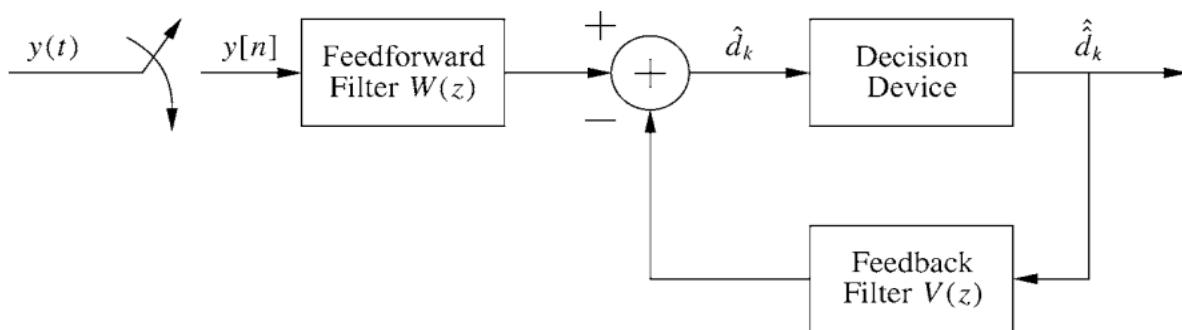 y(t)
y[n]
Feedforward
Filter W(z)
+
+
−
d̂_k
Decision
Device
d̂̂_k
Feedback
Filter V(z)